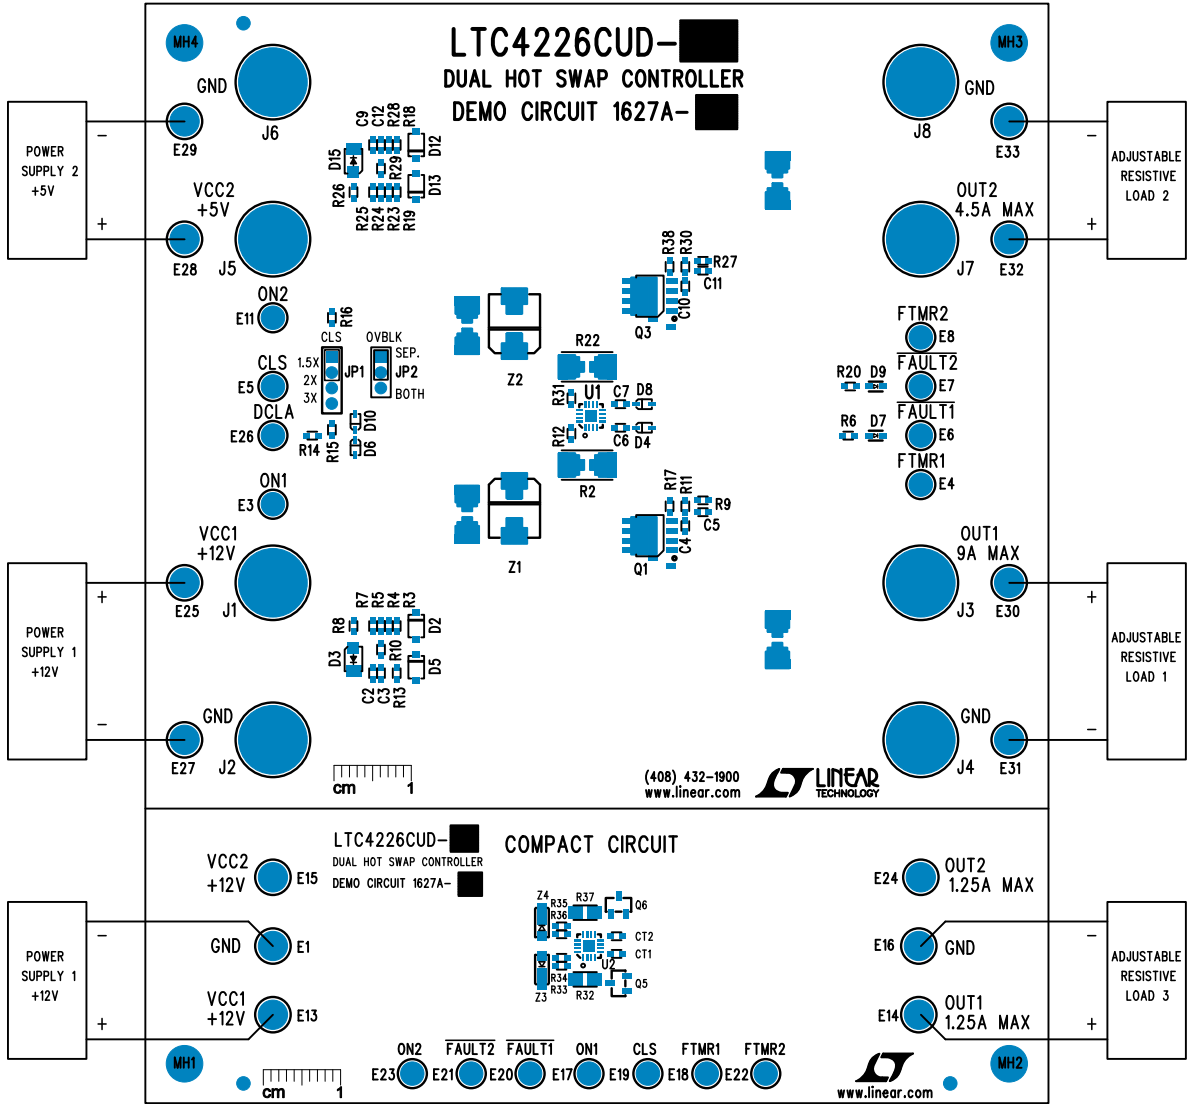 LTC4226CUD-
DUAL HOT SWAP CONTROLLER
DEMO CIRCUIT 1627A-
MH4
MH3
GND
J6
E29
J8
GND
E33
POWER
SUPPLY 2
+5V
-
+
VCC2
+5V
E28
J5
C9
C12
R28
R18
D15
D12
R29
R26
D13
R25
R24
R23
R19
ADJUSTABLE
RESISTIVE
LOAD 2
-
+
OUT2
4.5A MAX
J7
E32
R38
R30
R27
C11
C10
Q3
ON2
E11
R16
CLS
OVBLK
CLS
E5
1.5X
2X
3X
JP1
SEP.
JP2
BOTH
DCLA
E26
R14
R15
D10
D6
Z2
R22
R31
U1
C7
D8
R12
C6
D4
R2
FTMR2
E8
FAULT2
R20
D9
E7
FAULT1
R6
D7
E6
FTMR1
E4
ON1
E3
VCC1
+12V
E25
J1
Z1
R17
R11
R9
C5
C4
Q1
OUT1
9A MAX
J3
E30
POWER
SUPPLY 1
+12V
+
-
R7
R5
R4
R3
R8
D2
R10
D3
D5
C2
C3
R13
ADJUSTABLE
RESISTIVE
LOAD 1
+
-
GND
E27
J2
GND
J4
E31
cm 1
(408) 432-1900
www.linear.com
LINEAR
TECHNOLOGY
LTC4226CUD-
DUAL HOT SWAP CONTROLLER
DEMO CIRCUIT 1627A-
COMPACT CIRCUIT
VCC2
+12V
E15
E24
OUT2
1.25A MAX
POWER
SUPPLY 1
+12V
-
+
GND
E1
E16
GND
VCC1
+12V
E13
E14
OUT1
1.25A MAX
ADJUSTABLE
RESISTIVE
LOAD 3
-
+
Z4
R35
R36
R37
Q6
CT2
CT1
U2
R34
R33
Z3
R32
Q5
ON2
E23
FAULT2
E21
FAULT1
E20
ON1
E17
CLS
E19
FTMR1
E18
FTMR2
E22
MH1
MH2
cm 1
www.linear.com